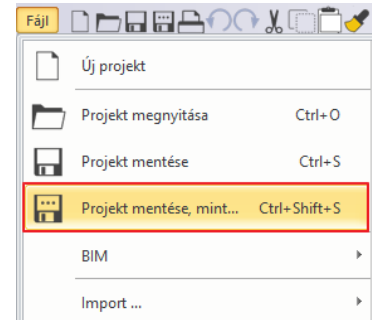 Fájl
Új projekt
Projekt megnyitása Ctrl+O
Projekt mentése Ctrl+S
Projekt mentése, mint... Ctrl+Shift+S
BIM
Import ...